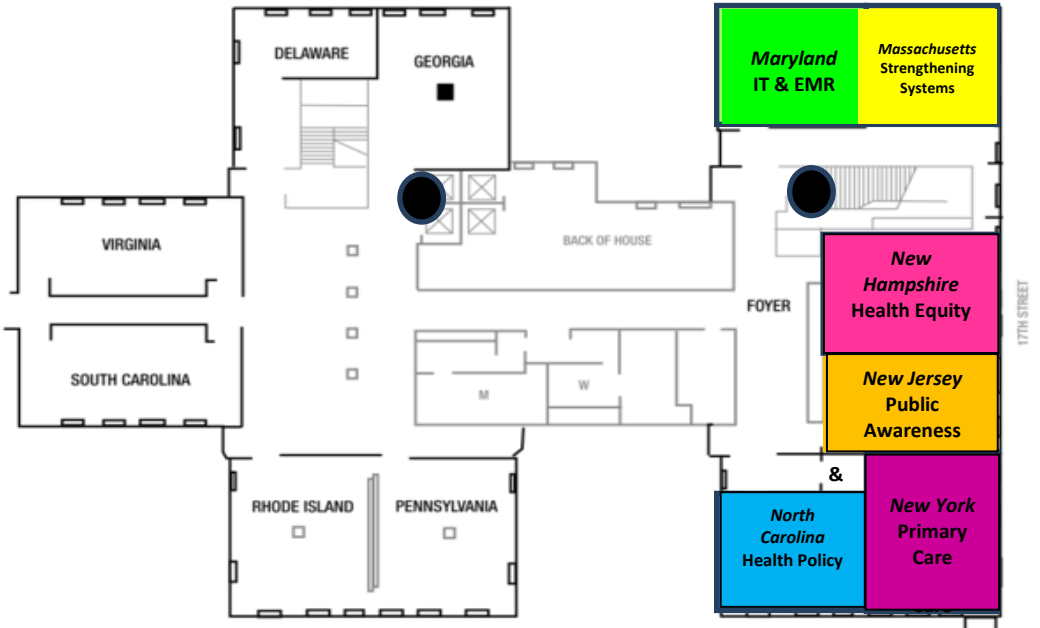 DELAWARE
GEORGIA
Maryland
IT & EMR
Massachusetts
Strengthening
Systems
VIRGINIA
BACK OF HOUSE
New
Hampshire
Health Equity
FOYER
17TH STREET
SOUTH CAROLINA
M
W
New Jersey
Public
Awareness
&
RHODE ISLAND
PENNSYLVANIA
North
Carolina
Health Policy
New York
Primary
Care